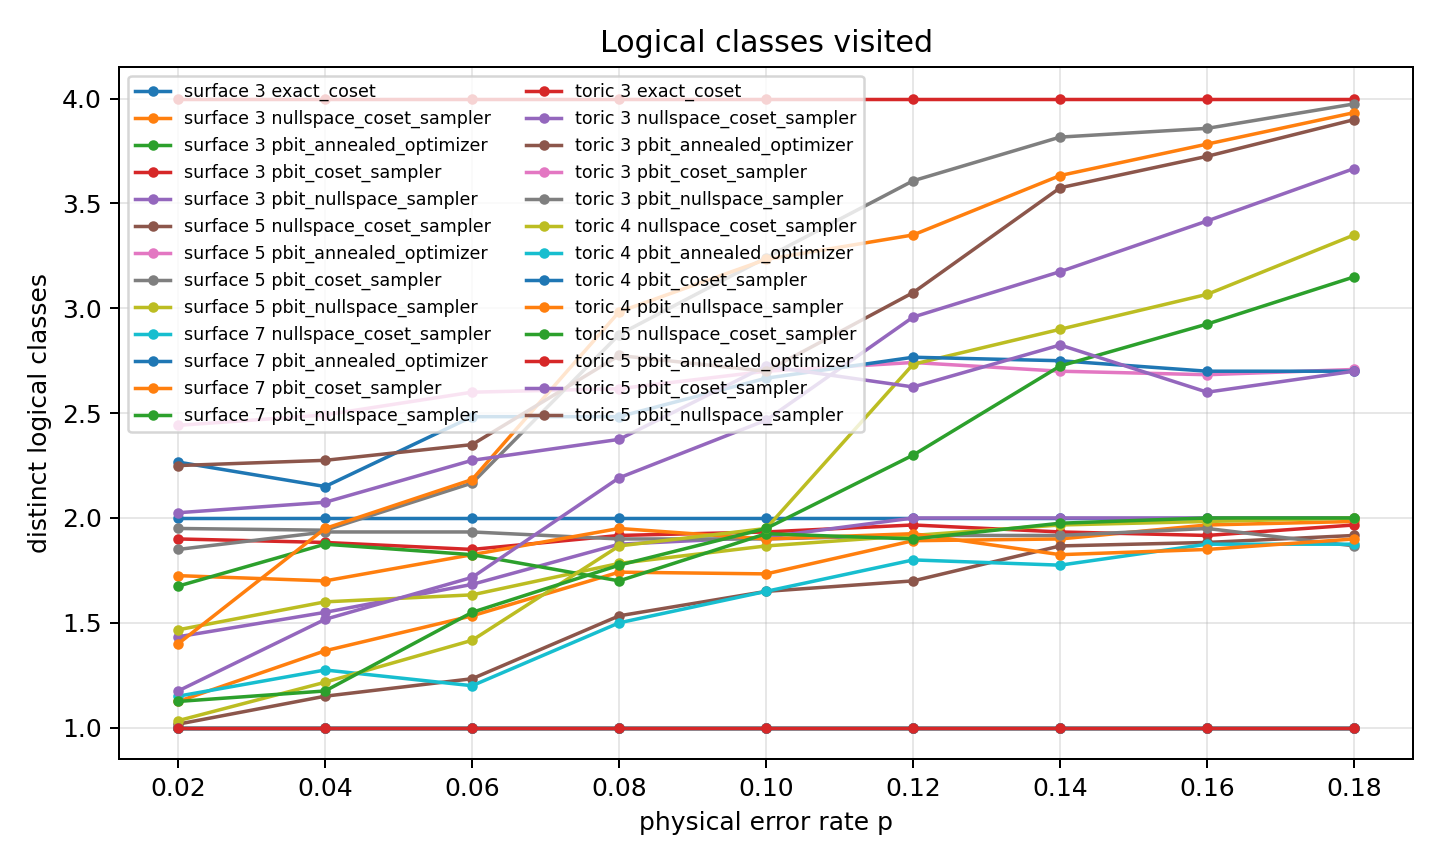 Logical classes visited
distinct logical classes
4.0
3.5
3.0
2.5
2.0
1.5
1.0
surface 3 exact_coset
surface 3 nullspace_coset_sampler
surface 3 pbit_annealed_optimizer
surface 3 pbit_coset_sampler
surface 3 pbit_nullspace_sampler
surface 5 nullspace_coset_sampler
surface 5 pbit_annealed_optimizer
surface 5 pbit_coset_sampler
surface 5 pbit_nullspace_sampler
surface 7 nullspace_coset_sampler
surface 7 pbit_annealed_optimizer
surface 7 pbit_coset_sampler
surface 7 pbit_nullspace_sampler
toric 3 exact_coset
toric 3 nullspace_coset_sampler
toric 3 pbit_annealed_optimizer
toric 3 pbit_coset_sampler
toric 3 pbit_nullspace_sampler
toric 4 nullspace_coset_sampler
toric 4 pbit_annealed_optimizer
toric 4 pbit_coset_sampler
toric 4 pbit_nullspace_sampler
toric 5 nullspace_coset_sampler
toric 5 pbit_annealed_optimizer
toric 5 pbit_coset_sampler
toric 5 pbit_nullspace_sampler
0.02 0.04 0.06 0.08 0.10 0.12 0.14 0.16 0.18
physical error rate p